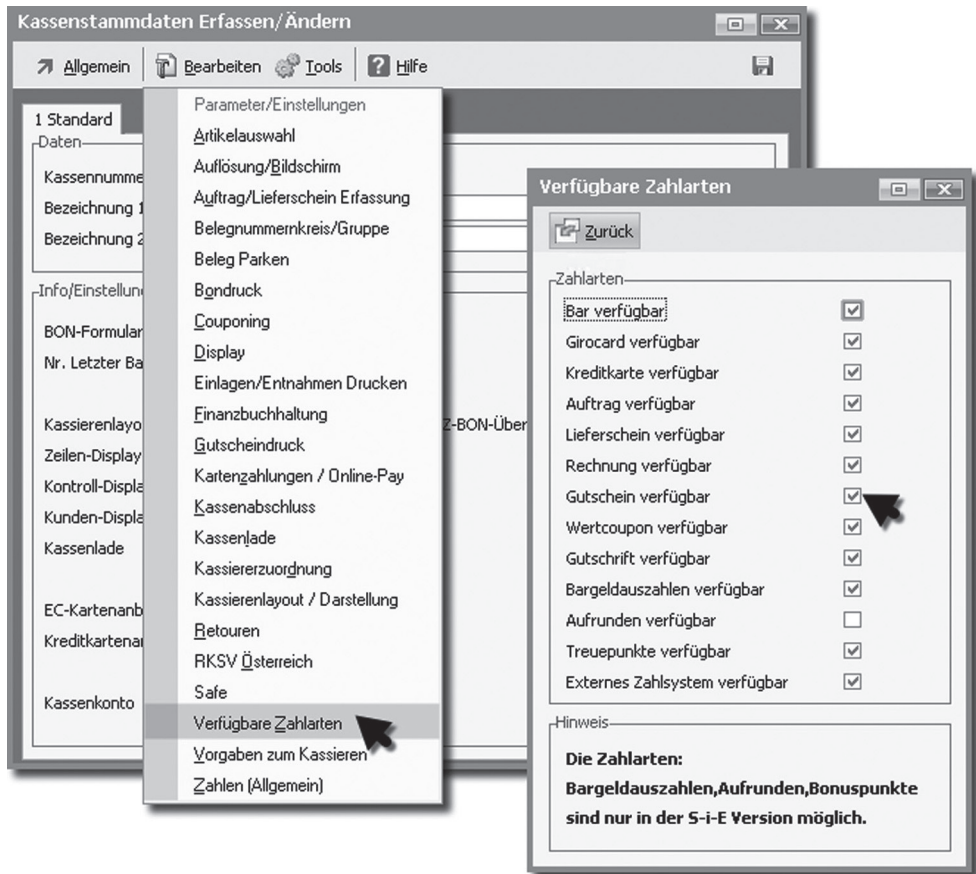 Kassenstammdaten Erfassen/Ändern
Allgemein Bearbeiten Tools Hilfe
1 Standard
Daten
Kassennumme
Bezeichnung 1
Bezeichnung 2
Info/Einstellun
BON-Formular
Nr. Letzter Ba
Kassierenlayo
Z-BON-Über
Zeilen-Display
Kontroll-Displa
Kunden-Displa
Kassenlade
EC-Kartenanb
Kreditkartena
Kassenkonto
Parameter/Einstellungen
Artikelauswahl
Auflösung/Bildschirm
Auftrag/Lieferschein Erfassung
Belegnummernkreis/Gruppe
Beleg Parken
Bondruck
Couponing
Display
Einlagen/Entnahmen Drucken
Finanzbuchhaltung
Gutscheindruck
Kartenzahlungen / Online-Pay
Kassenabschluss
Kassenlade
Kassiererzuordnung
Kassierenlayout / Darstellung
Retouren
RKSV Österreich
Safe
Verfügbare Zahlarten
Vorgaben zum Kassieren
Zahlen (Allgemein)
Verfügbare Zahlarten
Zurück
Zahlarten
Bar verfügbar
Girocard verfügbar
Kreditkarte verfügbar
Auftrag verfügbar
Lieferschein verfügbar
Rechnung verfügbar
Gutschein verfügbar
Wertcoupon verfügbar
Gutschrift verfügbar
Bargeldauszahlen verfügbar
Aufrunden verfügbar
Treuepunkte verfügbar
Externes Zahlsystem verfügbar
Hinweis
Die Zahlarten:
Bargeldauszahlen,Aufrunden,Bonuspunkte
sind nur in der S-i-E Version möglich.